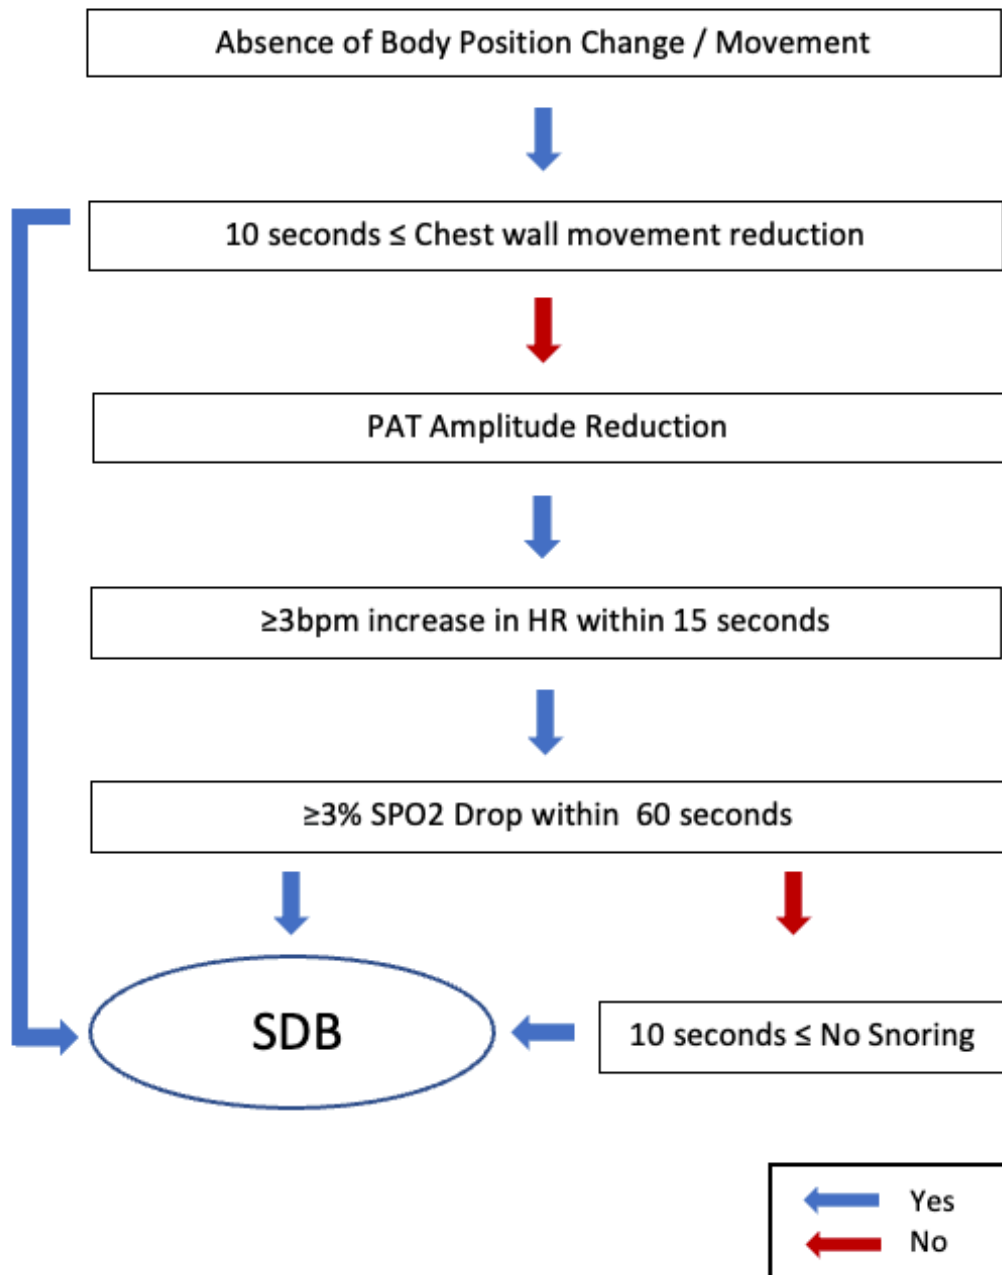 Absence of Body Position Change / Movement
10 seconds ≤ Chest wall movement reduction
PAT Amplitude Reduction
≥3bpm increase in HR within 15 seconds
≥3% SPO2 Drop within  60 seconds
SDB
10 seconds ≤ No Snoring
Yes
No